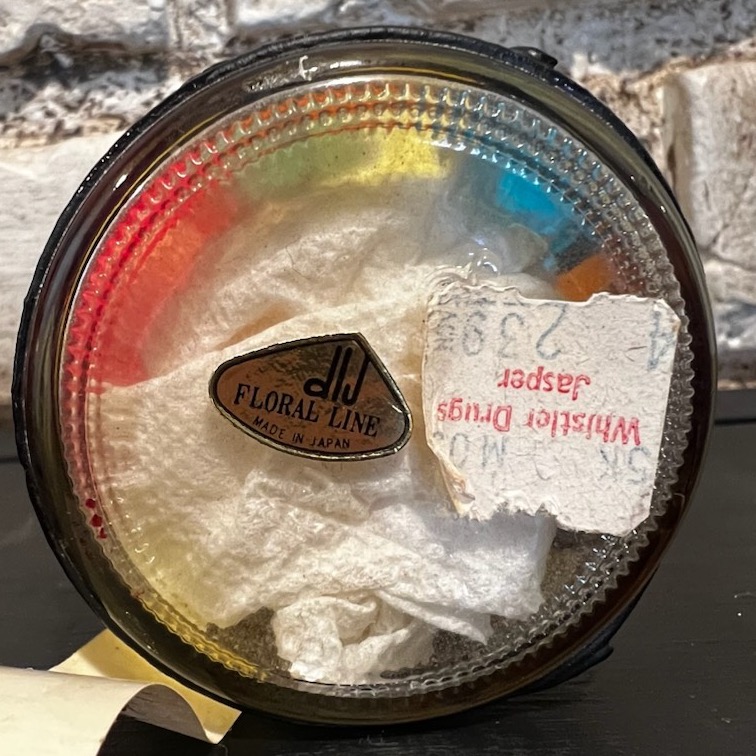 FLORAL LINE
MADE IN JAPAN
Whistler Drugs
Jasper